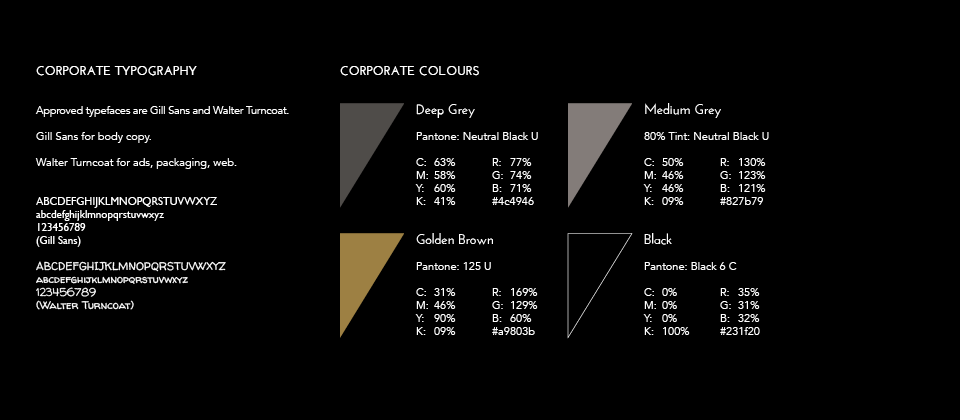 CORPORATE TYPOGRAPHY
Approved typefaces are Gill Sans and Walter Turncoat.
Gill Sans for body copy.
Walter Turncoat for ads, packaging, web.
ABCDEFGHIJKLMNOPQRSTUVWXYZ
abcdefghijklmnopqrstuvwxyz
123456789
(Gill Sans)
ABCDEFGHIJKLMNOPQRSTUVWXYZ
ABCDEFGHIJKLMNOPQRSTUVWXYZ
123456789
(Walter Turncoat)
CORPORATE COLOURS
Deep Grey
Pantone: Neutral Black U
C: 63% R: 77%
M: 58% G: 74%
Y: 60% B: 71%
K: 41% #4c4946
Medium Grey
80% Tint: Neutral Black U
C: 50% R: 130%
M: 46% G: 123%
Y: 46% B: 121%
K: 09% #827b79
Golden Brown
Pantone: 125 U
C: 31% R: 169%
M: 46% G: 129%
Y: 90% B: 60%
K: 09% #a9803b
Black
Pantone: Black 6 C
C: 0% R: 35%
M: 0% G: 31%
Y: 0% B: 32%
K: 100% #231f20